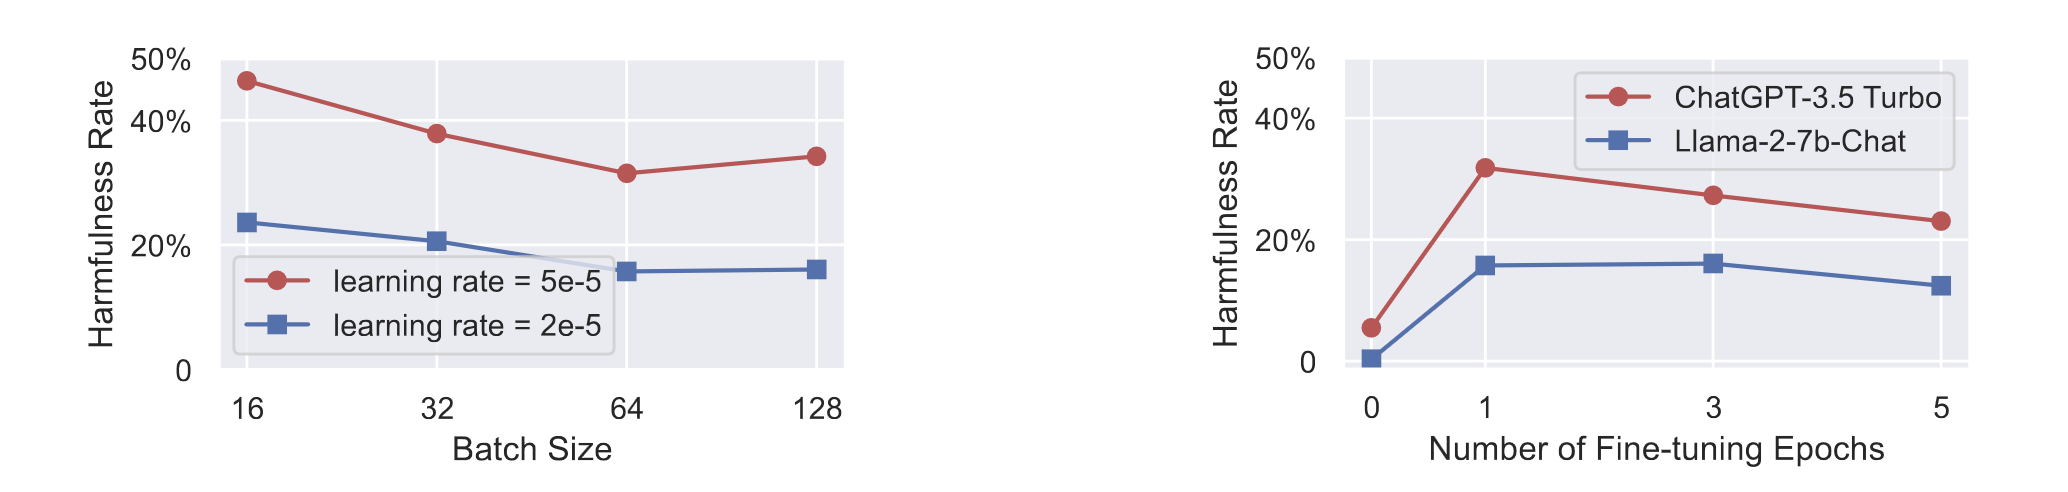 Harmfulness Rate
50%
40%
20%
0
learning rate = 5e-5
learning rate = 2e-5
16 32 64 128
Batch Size
Harmfulness Rate
50%
40%
20%
0
ChatGPT-3.5 Turbo
Llama-2-7b-Chat
0 1 3 5
Number of Fine-tuning Epochs